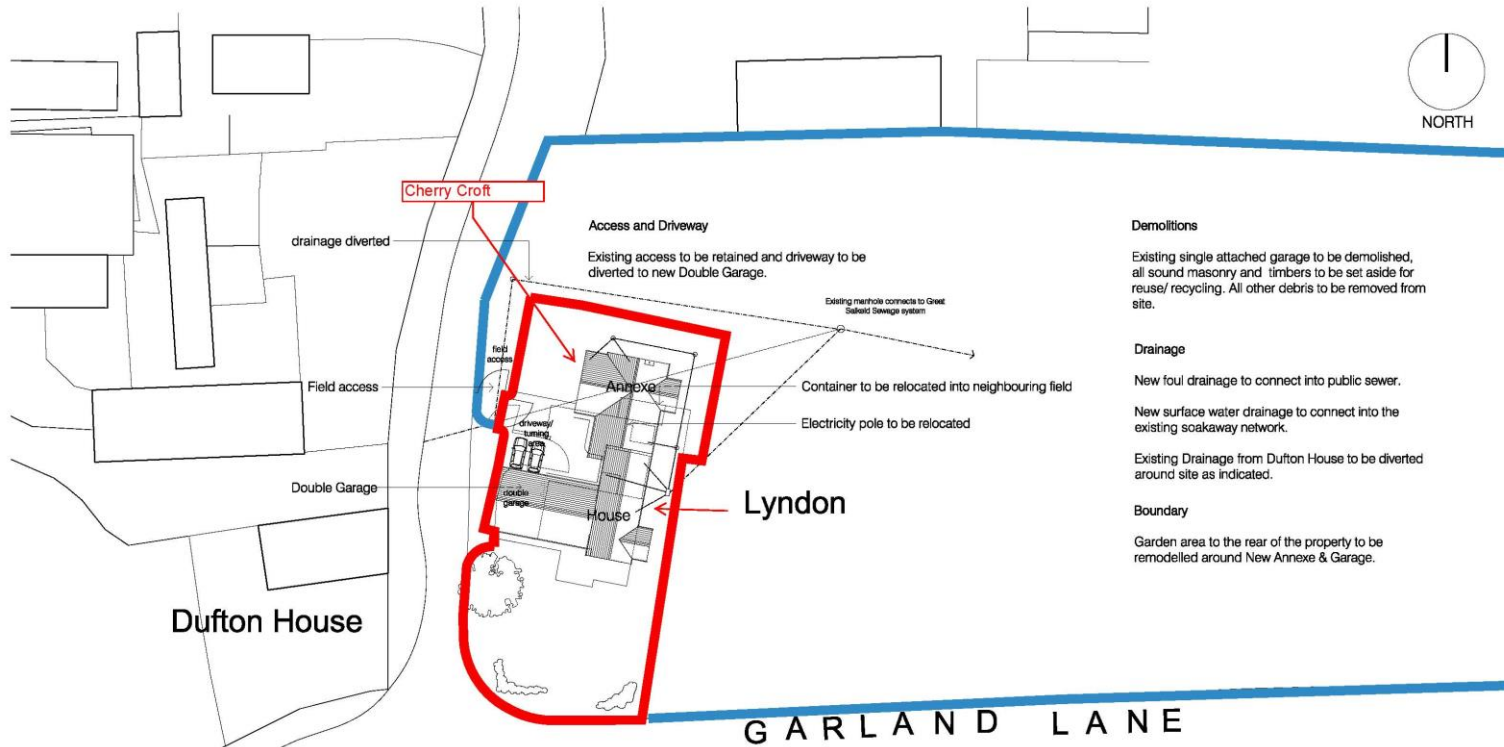 NORTH
Cherry Croft
drainage diverted
Access and Driveway
Existing access to be retained and driveway to be
diverted to new Double Garage.
Existing manhole connects to Great
Salkeld Sewage system
field
access
Field access
Annexe
Container to be relocated into neighbouring field
Electricity pole to be relocated
driveway/
turning
area
Double Garage
double
garage
House
Lyndon
Dufton House
Demolitions
Existing single attached garage to be demolished,
all sound masonry and timbers to be set aside for
reuse/ recycling. All other debris to be removed from
site.
Drainage
New foul drainage to connect into public sewer.
New surface water drainage to connect into the
existing soakaway network.
Existing Drainage from Dufton House to be diverted
around site as indicated.
Boundary
Garden area to the rear of the property to be
remodelled around New Annexe & Garage.
GARLAND LANE